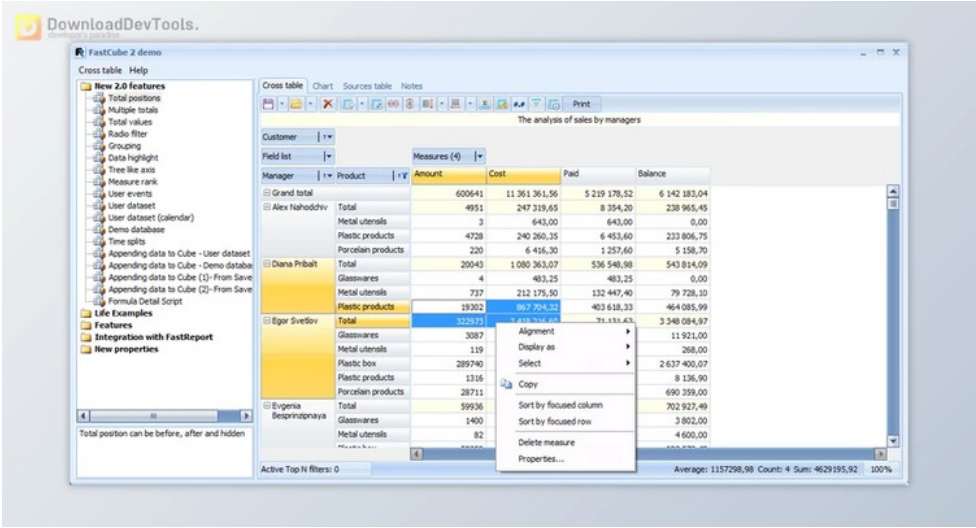 DownloadDevTools.
developer's paradise
FastCube 2 demo
Cross table Help
New 2.0 features
Total positions
Multiple totals
Total values
Radio filter
Grouping
Data highlight
Tree like axis
Measure rank
User events
User dataset
User dataset (calendar)
Demo database
Time splits
Appending data to Cube - User dataset
Appending data to Cube - Demo databa
Appending data to Cube (1)- From Save
Appending data to Cube (2)- From Save
Formula Detail Script
Life Examples
Features
Integration with FastReport
New properties
Total position can be before, after and hidden
Cross table Chart Sources table Notes
Print
The analysis of sales by managers
Customer
Field list Measures (4)
Manager Product Amount Cost Paid Balance
Grand total 600641 11 361 361,56 5 219 178,52 6 142 183,04
Alex Nahodchiv Total 4951 247 319,65 8 354,20 238 965,45
Metal utensils 3 643,00 643,00 0,00
Plastic products 4728 240 260,35 6 453,60 233 806,75
Porcelain products 220 6 416,30 1 257,60 5 158,70
Diana Pribalt Total 20043 1 080 363,07 536 548,98 543 814,09
Glasswares 4 483,25 483,25 0,00
Metal utensils 737 212 175,50 132 447,40 79 728,10
Plastic products 19302 867 704,32 403 618,33 464 085,99
Egor Svetlov Total 322973 3 419 216,60 71 131,63 3 348 084,97
Glasswares 3087 11 921,00
Metal utensils 119 268,00
Plastic box 289740 2 637 400,07
Plastic products 1316 8 136,90
Porcelain products 28711 690 359,00
Evgenia Besprinzipnaya Total 59936 702 927,49
Glasswares 1400 3 802,00
Metal utensils 82 4 600,00
Alignment
Display as
Select
Copy
Sort by focused column
Sort by focused row
Delete measure
Properties...
Active Top N filters: 0
Average: 1157298,98 Count: 4 Sum: 4629195,92 100%